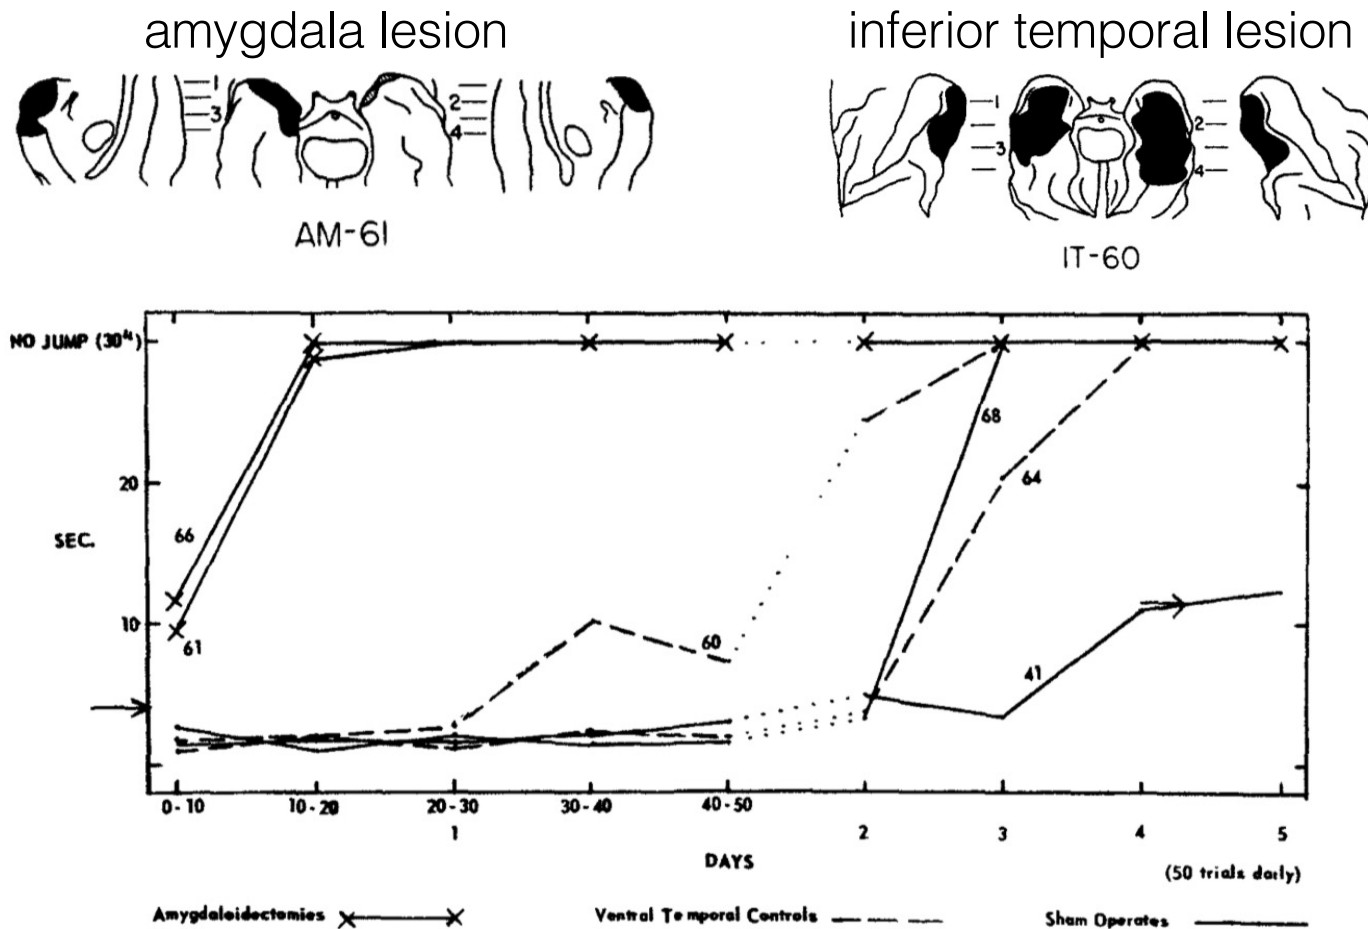 amygdala lesion
inferior temporal lesion
1
3
2
4
AM-61
1
3
2
4
IT-60
NO JUMP (30")
20
SEC.
10
66
61
60
68
64
41
0-10 10-20 20-30 30-40 40-50
1 2 3 4 5
DAYS
(50 trials daily)
Amygdaloidectomies Ventral Temporal Controls Sham Operates